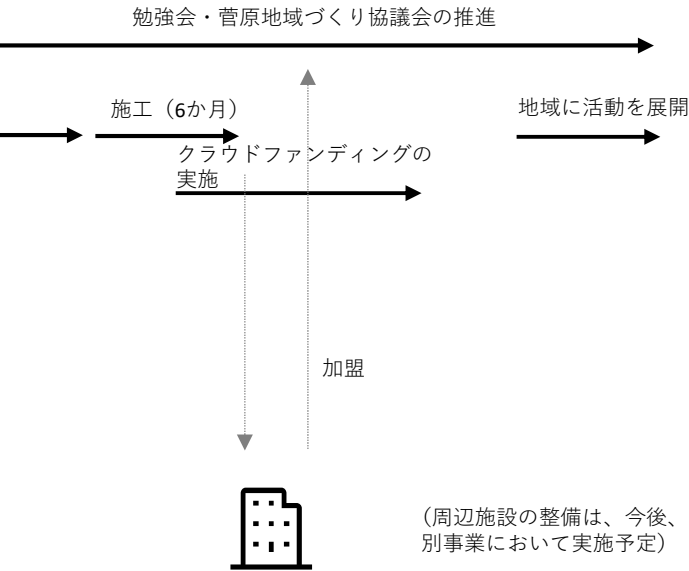 勉強会・菅原地域づくり協議会の推進
施工（6か月）
地域に活動を展開
クラウドファンディングの
実施
加盟
（周辺施設の整備は、今後、
別事業において実施予定）